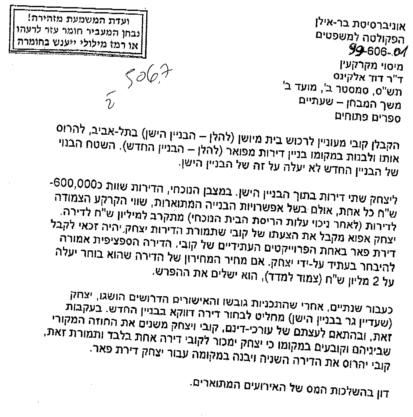 ועדת המשמעת מזהירה!
נבחן המעביר חומר עזר לרעהו
או רמז מילולי ייענש בחומרה
5067
אוניברסיטת בר-אילן
הפקולטה למשפטים
99-606-01
מיסוי מקרקעין
ד"ר דוד אלקינס
תש"ס, סמסטר ב', מועד ב'
משך המבחן – שעתיים
ספרים פתוחים
הקבלן קובי מעוניין לרכוש בית מיושן (להלן – הבניין הישן) בתל-אביב, להרוס
אותו ולבנות במקומו בניין דירות מפואר (להלן – הבניין החדש). השטח הבנוי
של הבניין החדש לא יעלה על זה של הבניין הישן.
ליצחק שתי דירות בתוך הבניין הישן. במצבן הנוכחי, הדירות שוות כ-600,000
ש"ח כל אחת, אולם בשל אפשרויות הבנייה המתוארות, שווי הקרקע הצמודה
לדירות (לאחר ניכוי עלות הריסת הבית הנוכחי) מתקרב למיליון ש"ח לדירה.
יצחק אפוא מקבל את הצעתו של קובי שתמורת הדירות יצחק יהיה זכאי לקבל
דירת פאר באחת הפרוייקטים העתידיים של קובי. הדירה הספציפית אמורה
להיבחר בעתיד על-ידי יצחק. אם מחיר המחירון של הדירה שהוא בוחר יעלה
על 2 מליון ש"ח (צמוד למדד), הוא ישלים את ההפרש.
כעבור שנתיים, אחרי שהתכניות גובשו והאישורים הדרושים הושגו, יצחק
(שעדיין גר בבניין הישן) מחליט לבחור דירה דווקא בבניין החדש. בעקבות
זאת, ובהתאם לעצתם של עורכי-דינם, קובי ויצחק משנים את החוזה המקורי
שביניהם וקובעים במקומו כי יצחק ימכור לקובי דירה אחת בלבד ותמורת זאת,
קובי יהרוס את הדירה השניה ויבנה במקומה עבור יצחק דירת פאר.
דון בהשלכות המס של האירועים המתוארים.